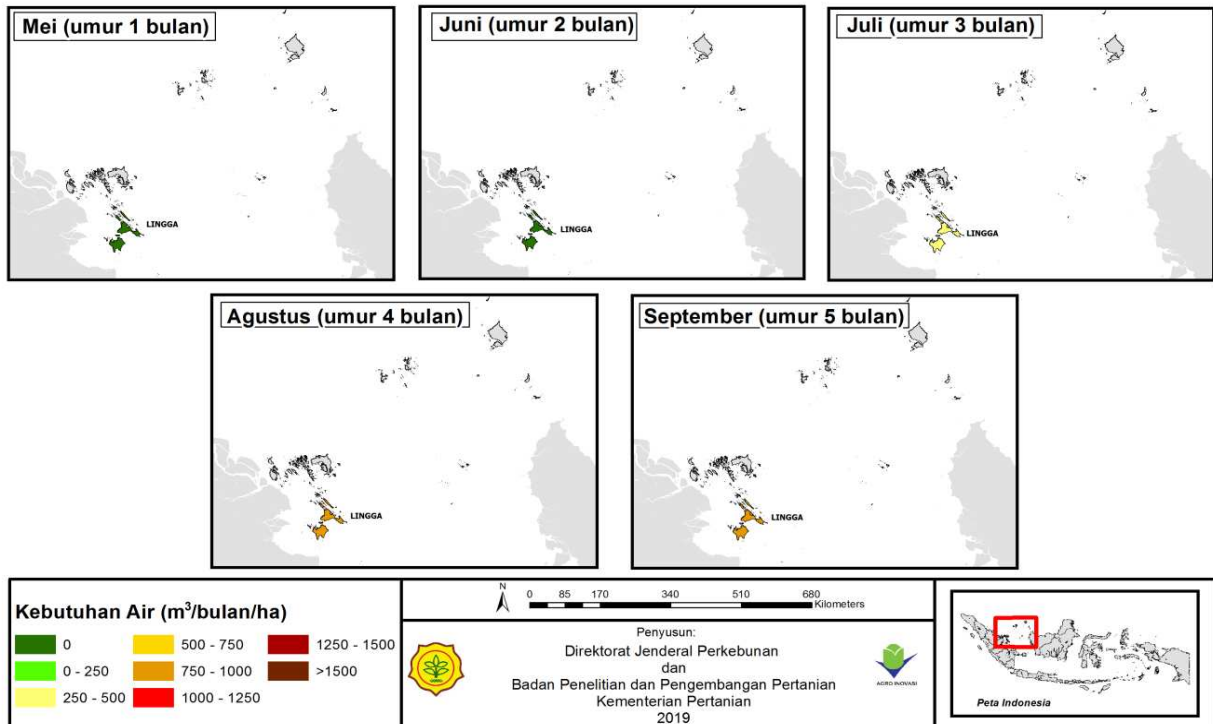 Mei (umur 1 bulan)
LINGGA
Juni (umur 2 bulan)
LINGGA
Juli (umur 3 bulan)
LINGGA
Agustus (umur 4 bulan)
LINGGA
September (umur 5 bulan)
LINGGA
Kebutuhan Air (m³/bulan/ha)
0
0 - 250
250 - 500
500 - 750
750 - 1000
1000 - 1250
1250 - 1500
>1500
N
0 85 170 340 510 680
Kilometers
Penyusun:
Direktorat Jenderal Perkebunan
dan
Badan Penelitian dan Pengembangan Pertanian
Kementerian Pertanian
2019
AGRO INOVASI
Peta Indonesia